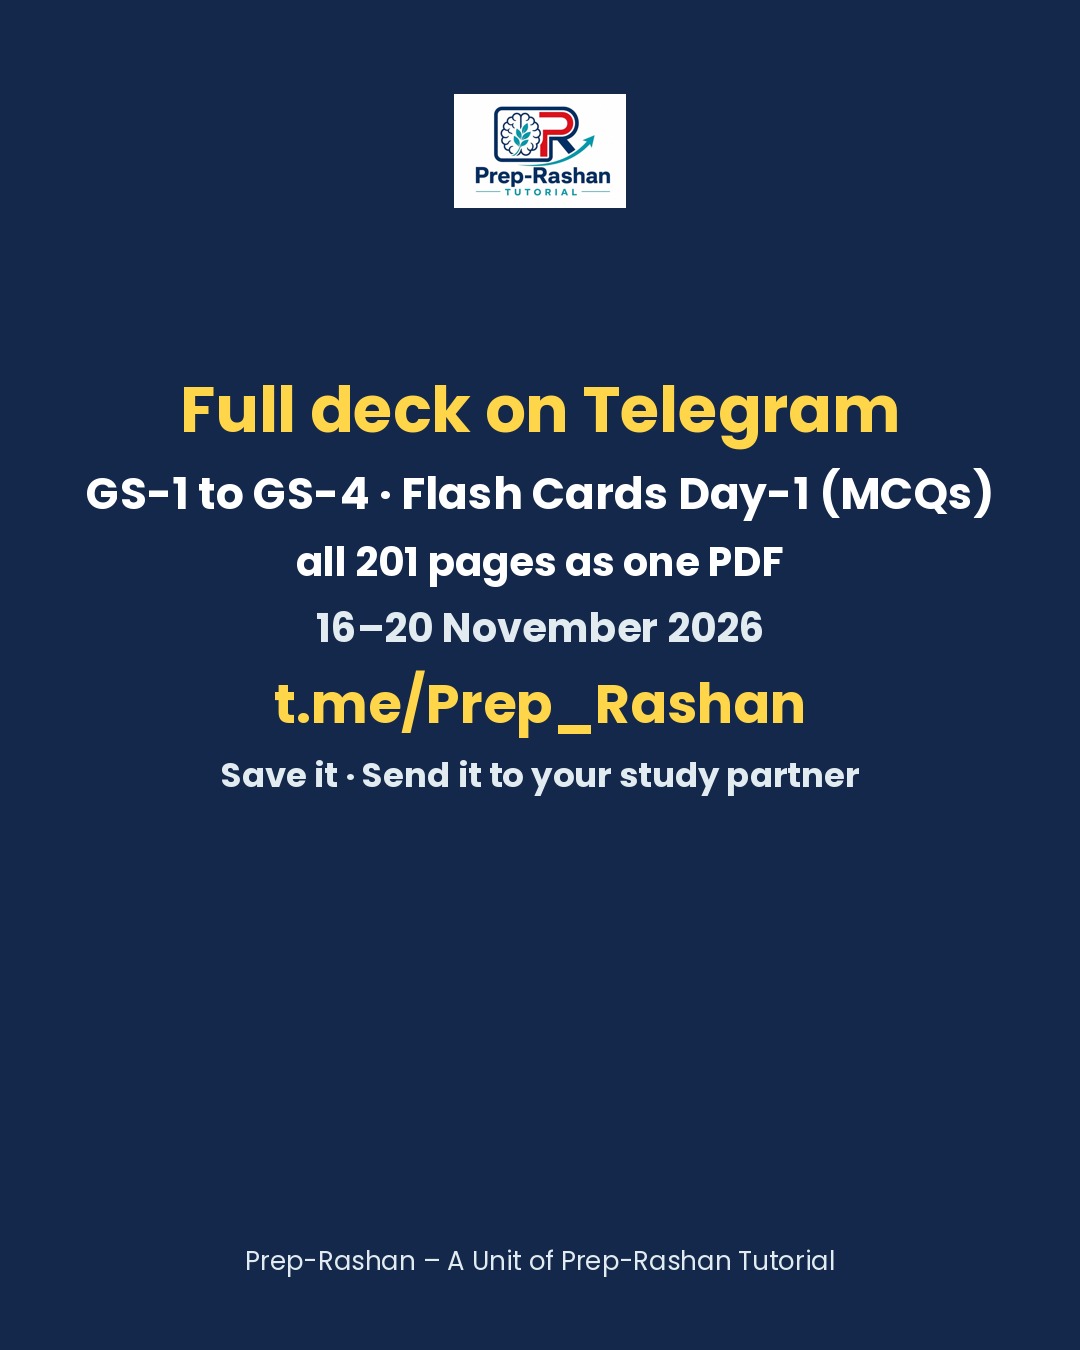 PR
Prep-Rashan
TUTORIAL
Full deck on Telegram
GS-1 to GS-4 · Flash Cards Day-1 (MCQs)
all 201 pages as one PDF
16–20 November 2026
t.me/Prep_Rashan
Save it · Send it to your study partner
Prep-Rashan – A Unit of Prep-Rashan Tutorial